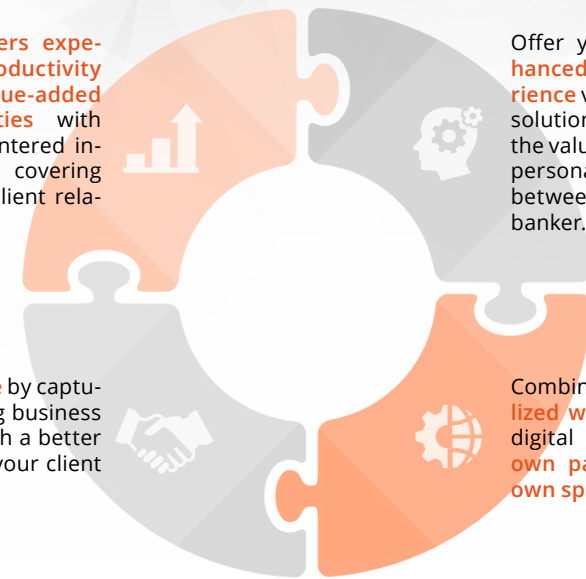 ers expe-
oductivity
ue-added
ties with
ntered in-
covering
lient rela-
Offer y
hanced
rience v
solution
the valu
persona
betwee
banker.
e by captu-
g business
h a better
your client
Combin
lized w
digital
own pa
own sp